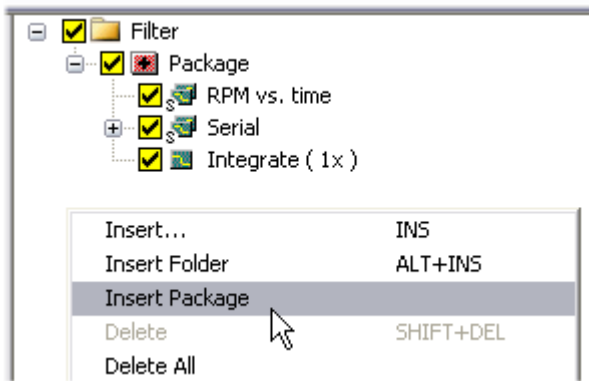 Filter
Package
S RPM vs. time
S Serial
Integrate ( 1x )
Insert... INS
Insert Folder ALT+INS
Insert Package
Delete SHIFT+DEL
Delete All